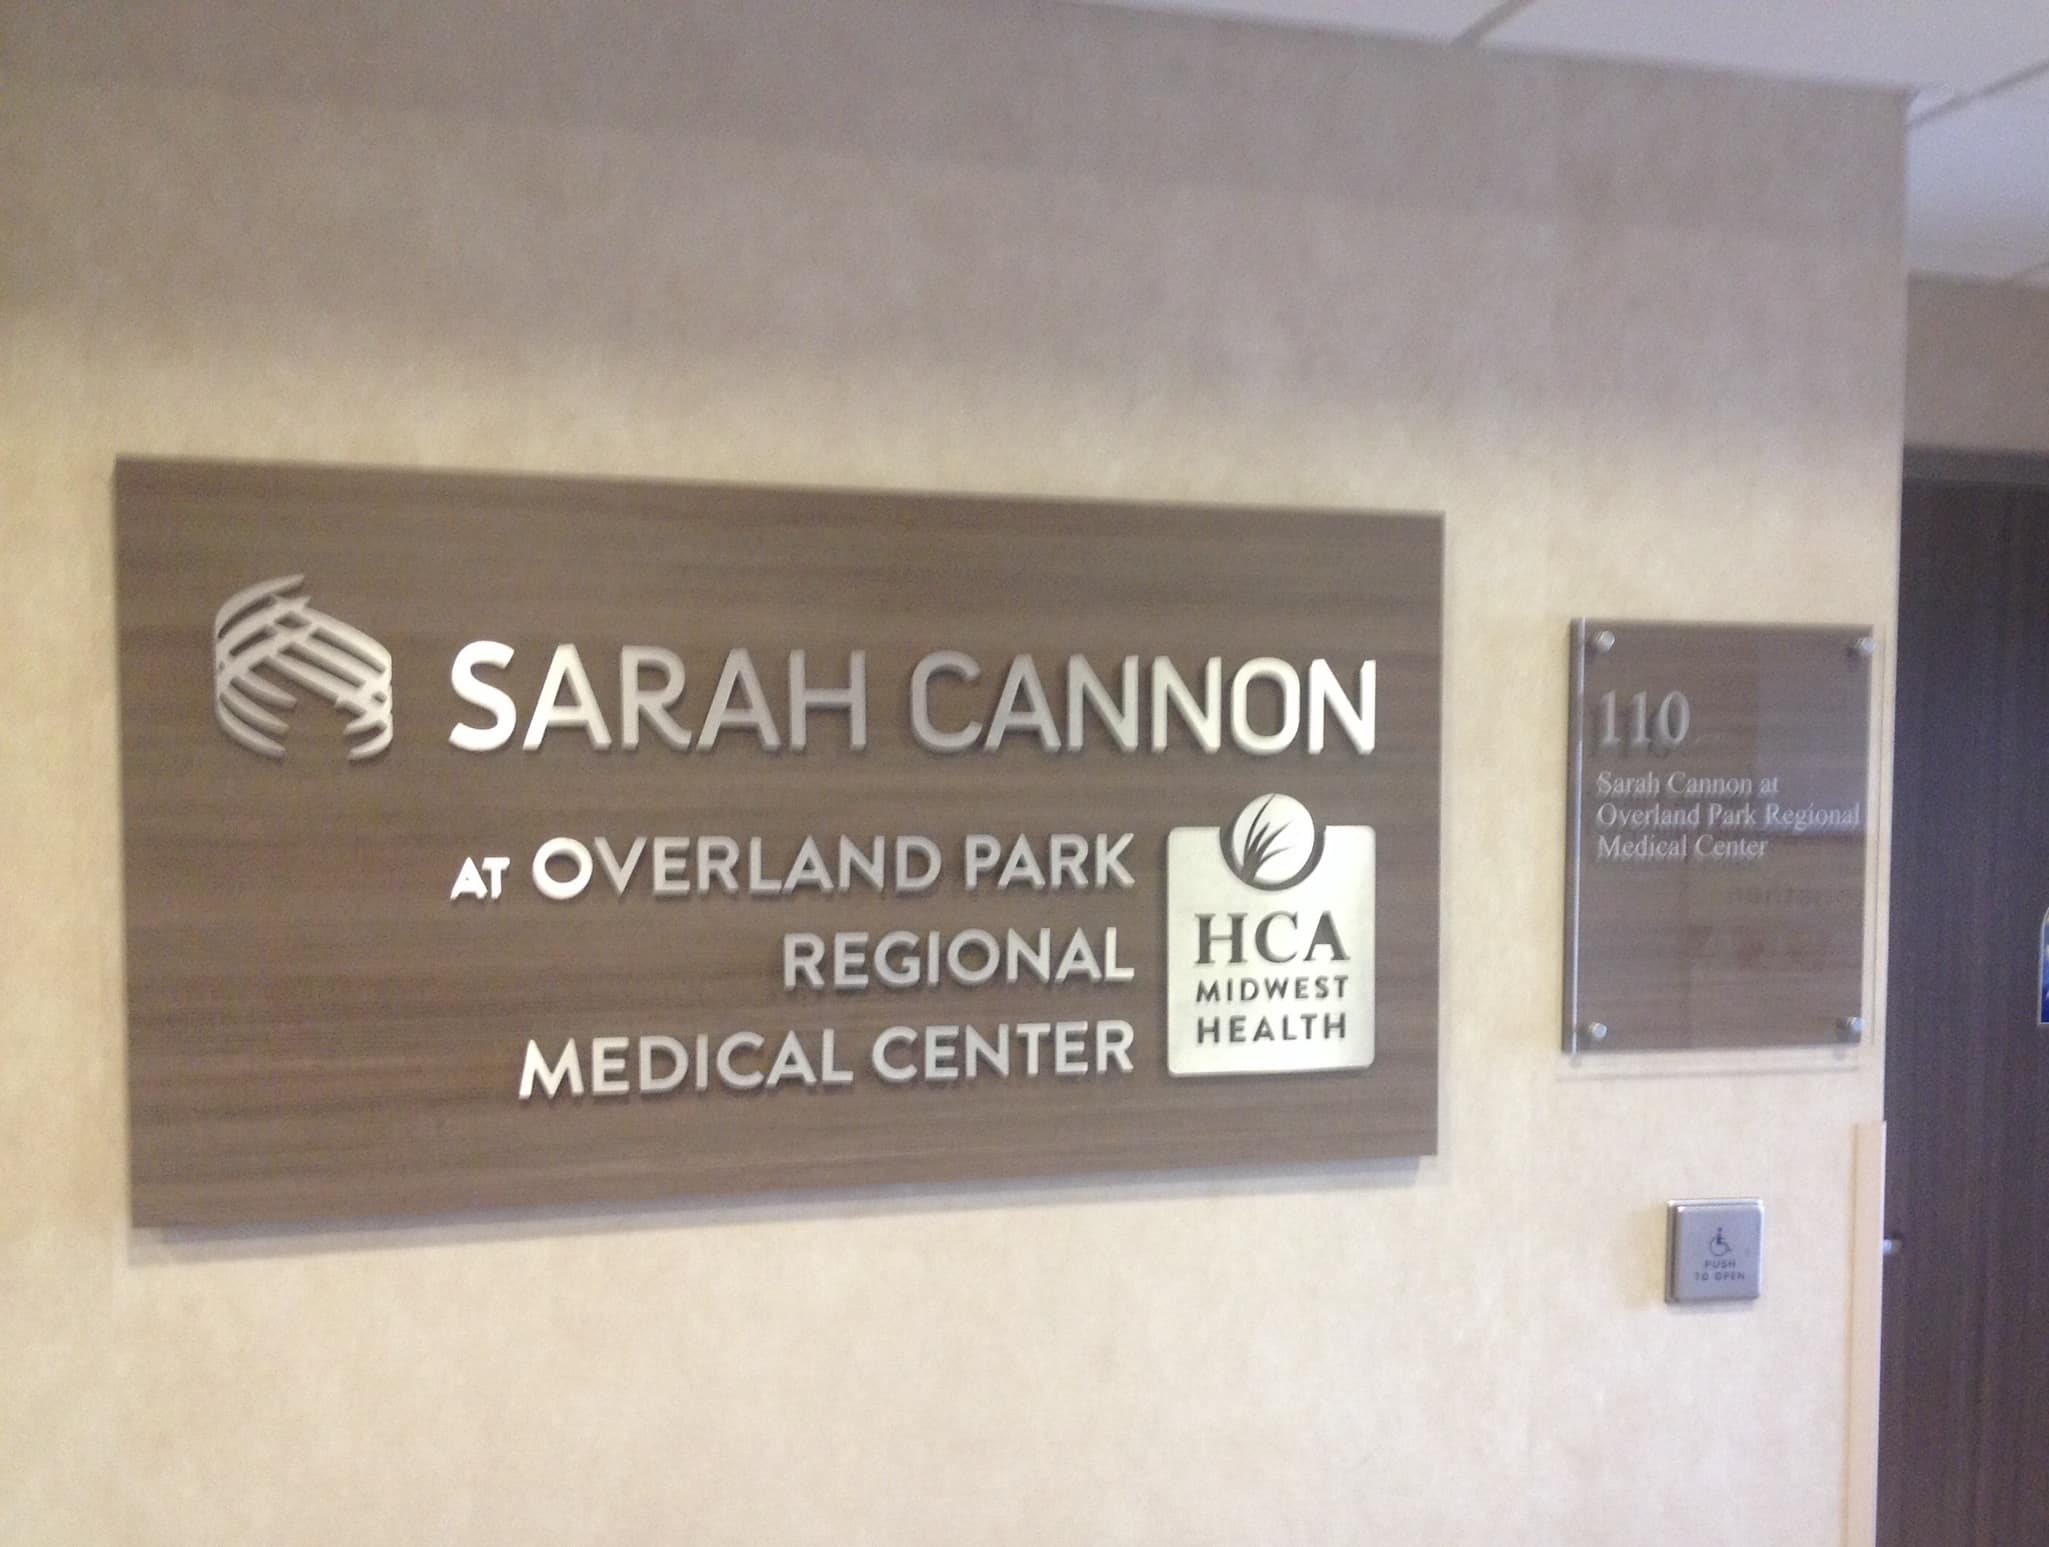 SARAH CANNON
AT OVERLAND PARK
REGIONAL
MEDICAL CENTER
HCA
MIDWEST
HEALTH
110
Sarah Cannon at
Overland Park Regional
Medical Center
PUSH
TO OPEN